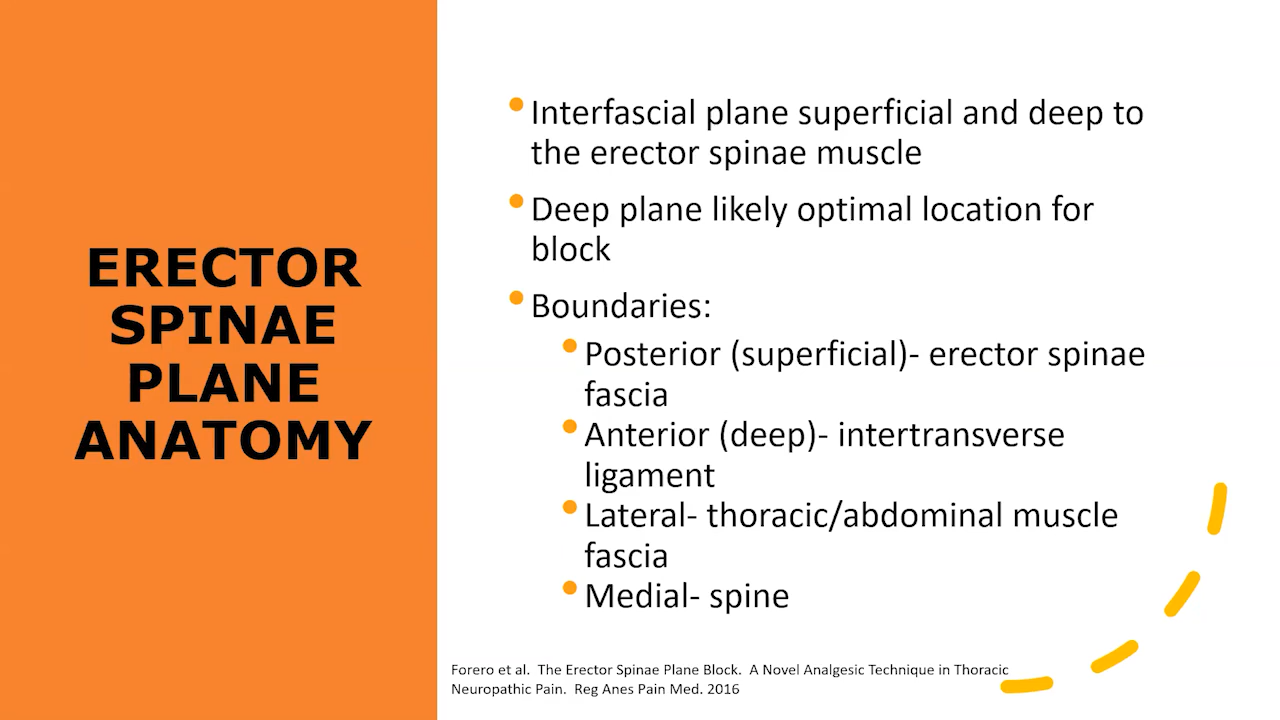 ERECTOR
SPINAE
PLANE
ANATOMY
•Interfascial plane superficial and deep to
the erector spinae muscle
•Deep plane likely optimal location for
block
•Boundaries:
•Posterior (superficial)- erector spinae
fascia
•Anterior (deep)- intertransverse
ligament
•Lateral- thoracic/abdominal muscle
fascia
•Medial- spine
Forero et al.  The Erector Spinae Plane Block.  A Novel Analgesic Technique in Thoracic
Neuropathic Pain.  Reg Anes Pain Med. 2016